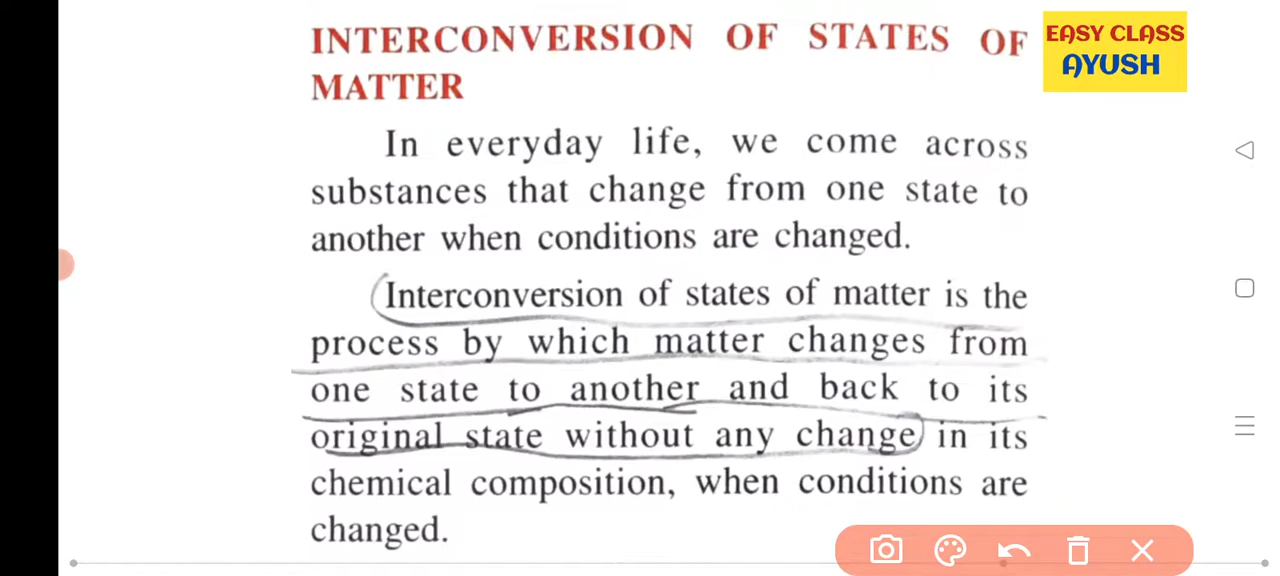 INTERCONVERSION OF STATES OF
MATTER
EASY CLASS
AYUSH
In everyday life, we come across
substances that change from one state to
another when conditions are changed.
Interconversion of states of matter is the
process by which matter changes from
one state to another and back to its
original state without any change in its
chemical composition, when conditions are
changed.